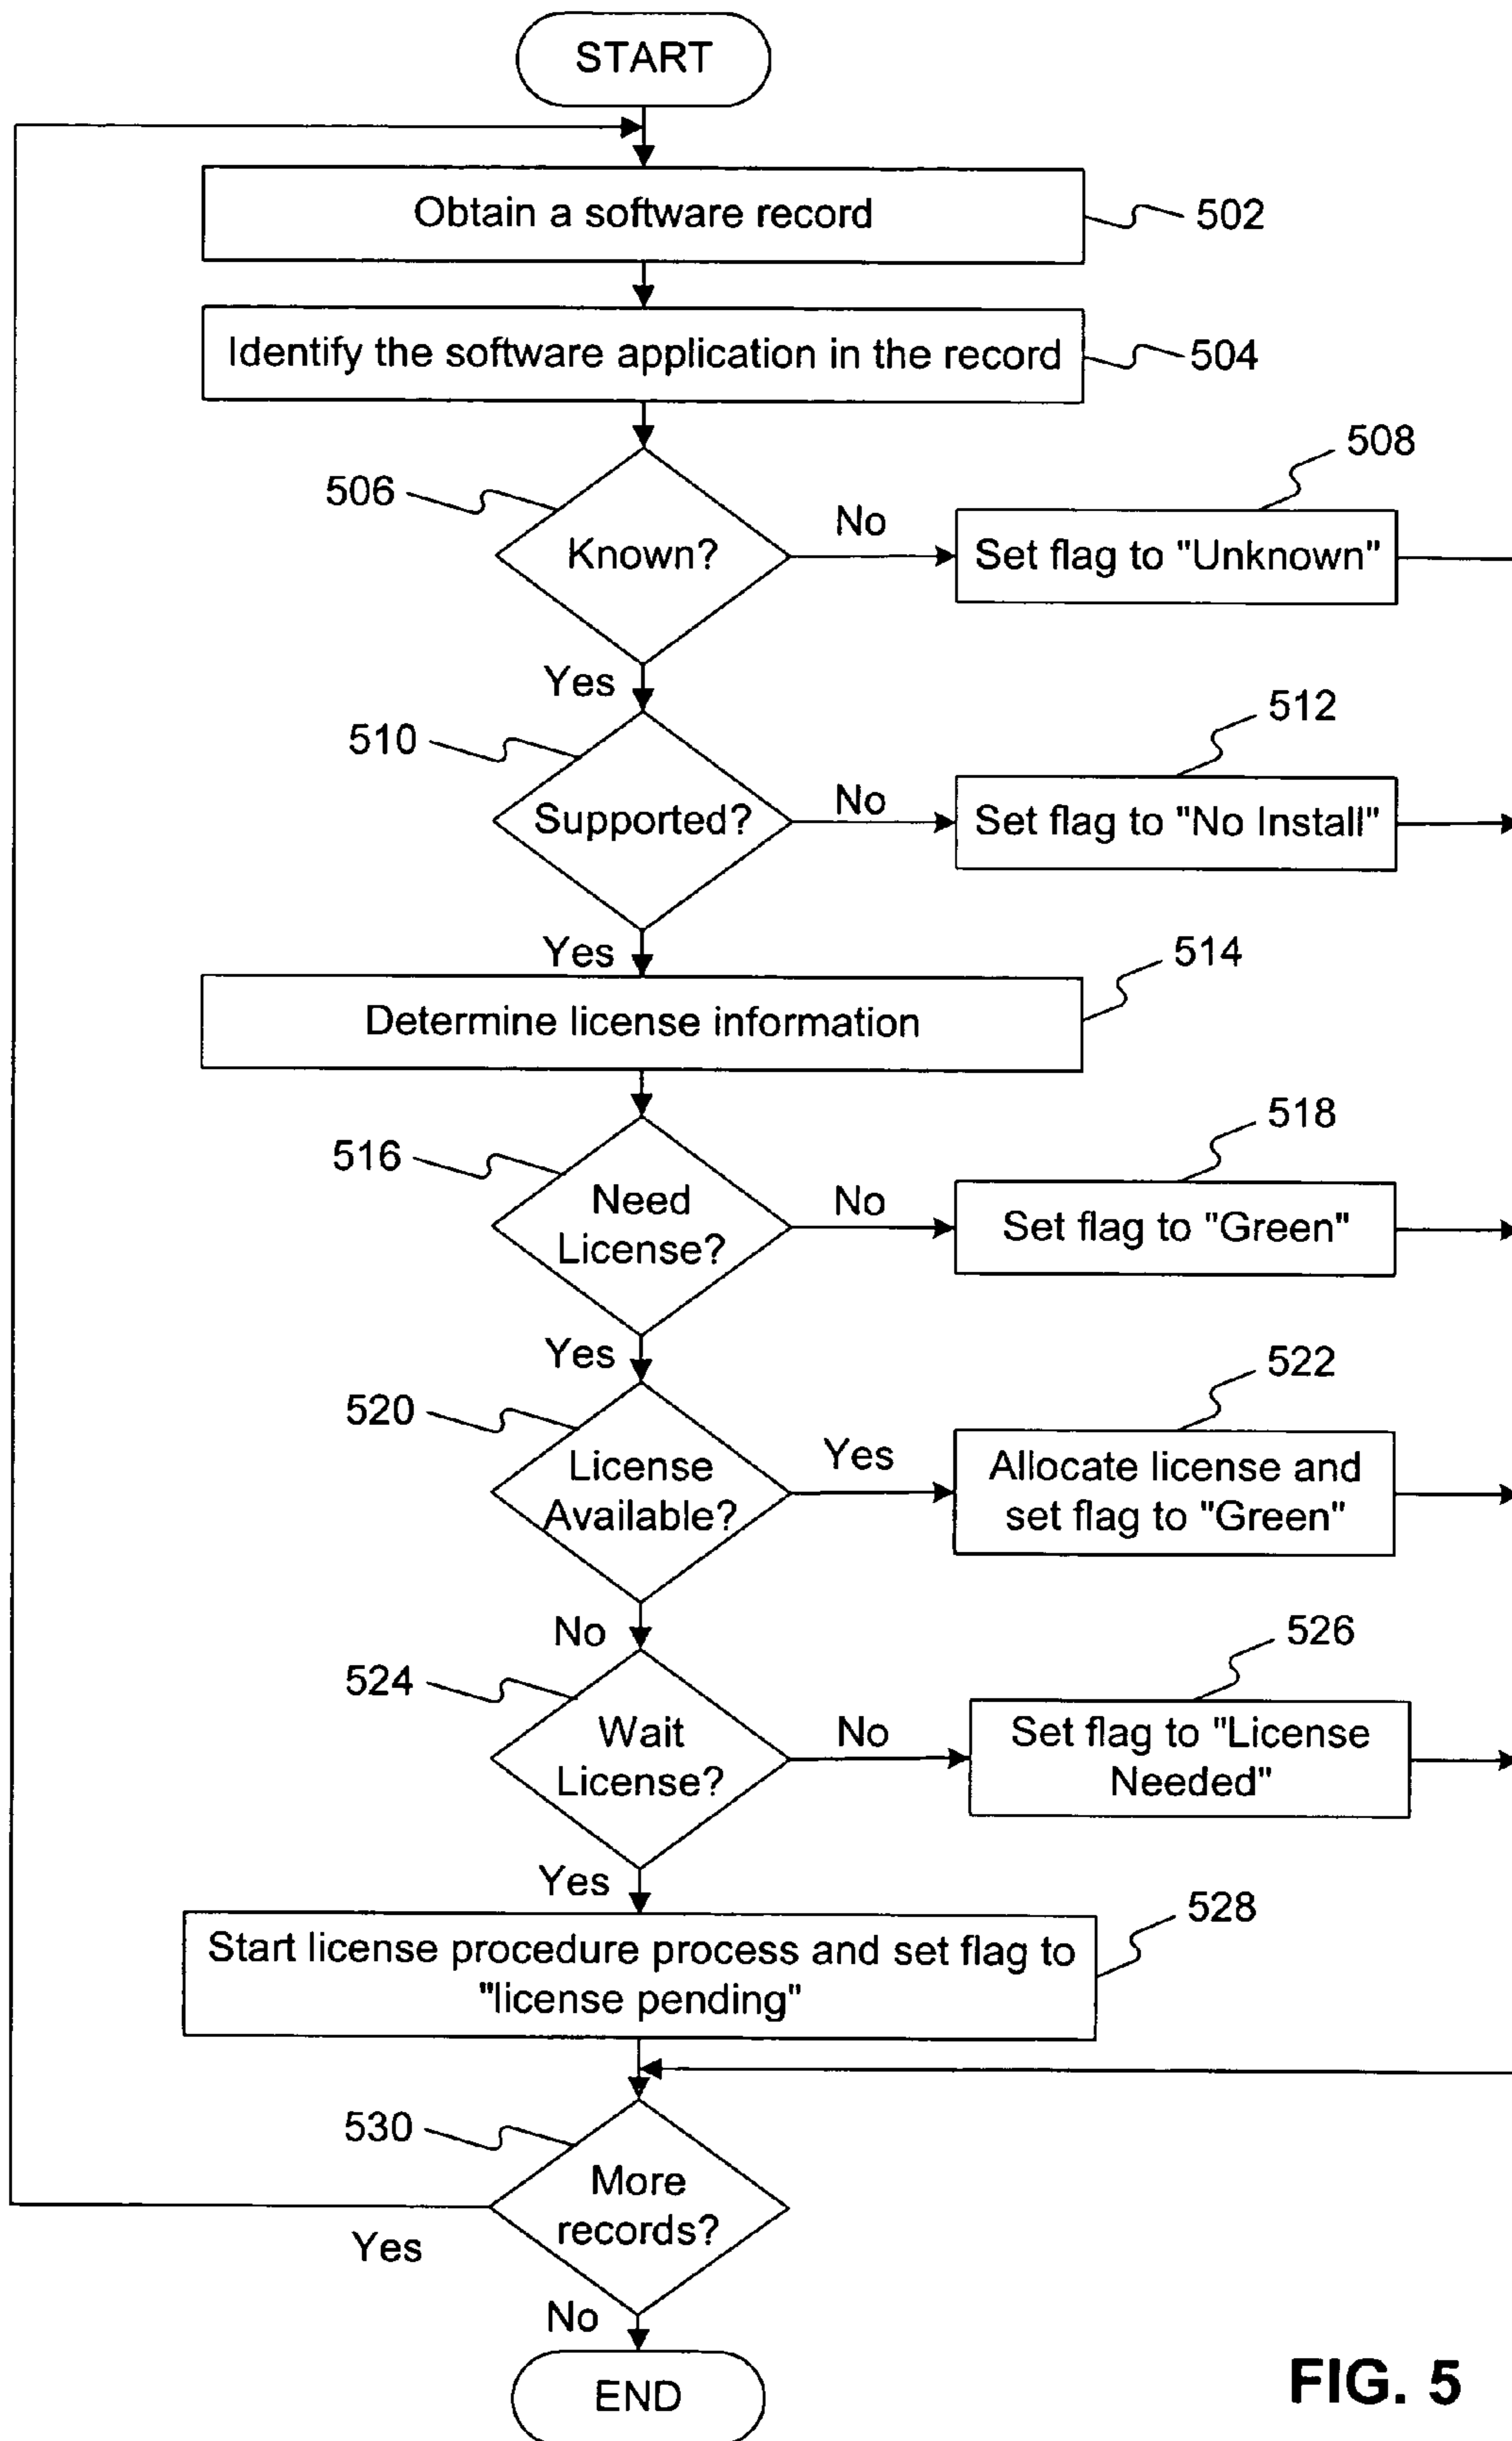 START
Obtain a software record
502
Identify the software application in the record
504
508
506
Known?
No
Set flag to "Unknown"
Yes
512
510
Supported?
No
Set flag to "No Install"
Yes
514
Determine license information
518
516
Need
License?
No
Set flag to "Green"
Yes
522
520
License
Available?
Yes
Allocate license and
set flag to "Green"
No
526
524
Wait
License?
No
Set flag to "License
Needed"
Yes
528
Start license procedure process and set flag to
"license pending"
530
More
records?
Yes
No
END
FIG. 5